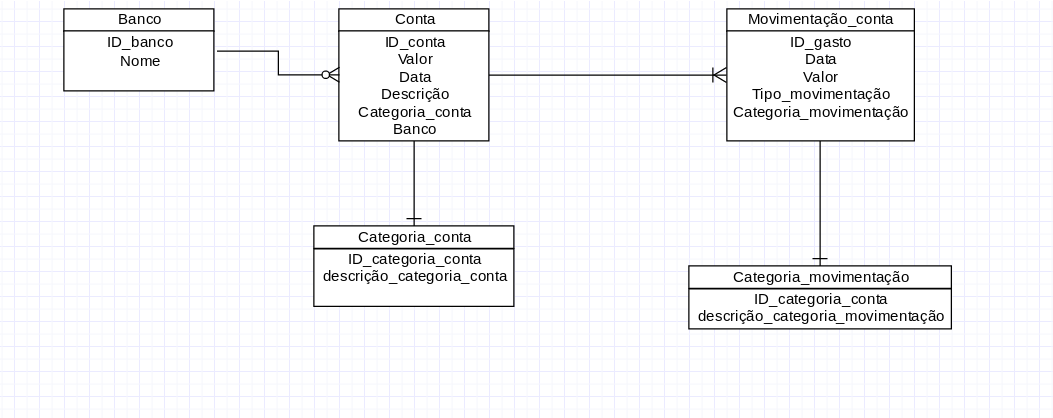 Banco
ID_banco
Nome
Conta
ID_conta
Valor
Data
Descrição
Categoria_conta
Banco
Movimentação_conta
ID_gasto
Data
Valor
Tipo_movimentação
Categoria_movimentação
Categoria_conta
ID_categoria_conta
descrição_categoria_conta
Categoria_movimentação
ID_categoria_conta
descrição_categoria_movimentação